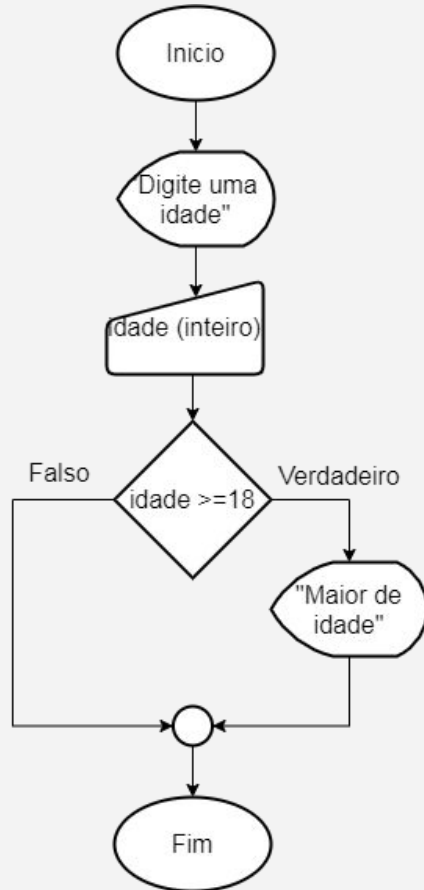 Inicio
"Digite uma
idade"
idade (inteiro)
Falso
Verdadeiro
idade >=18
"Maior de
idade"
Fim